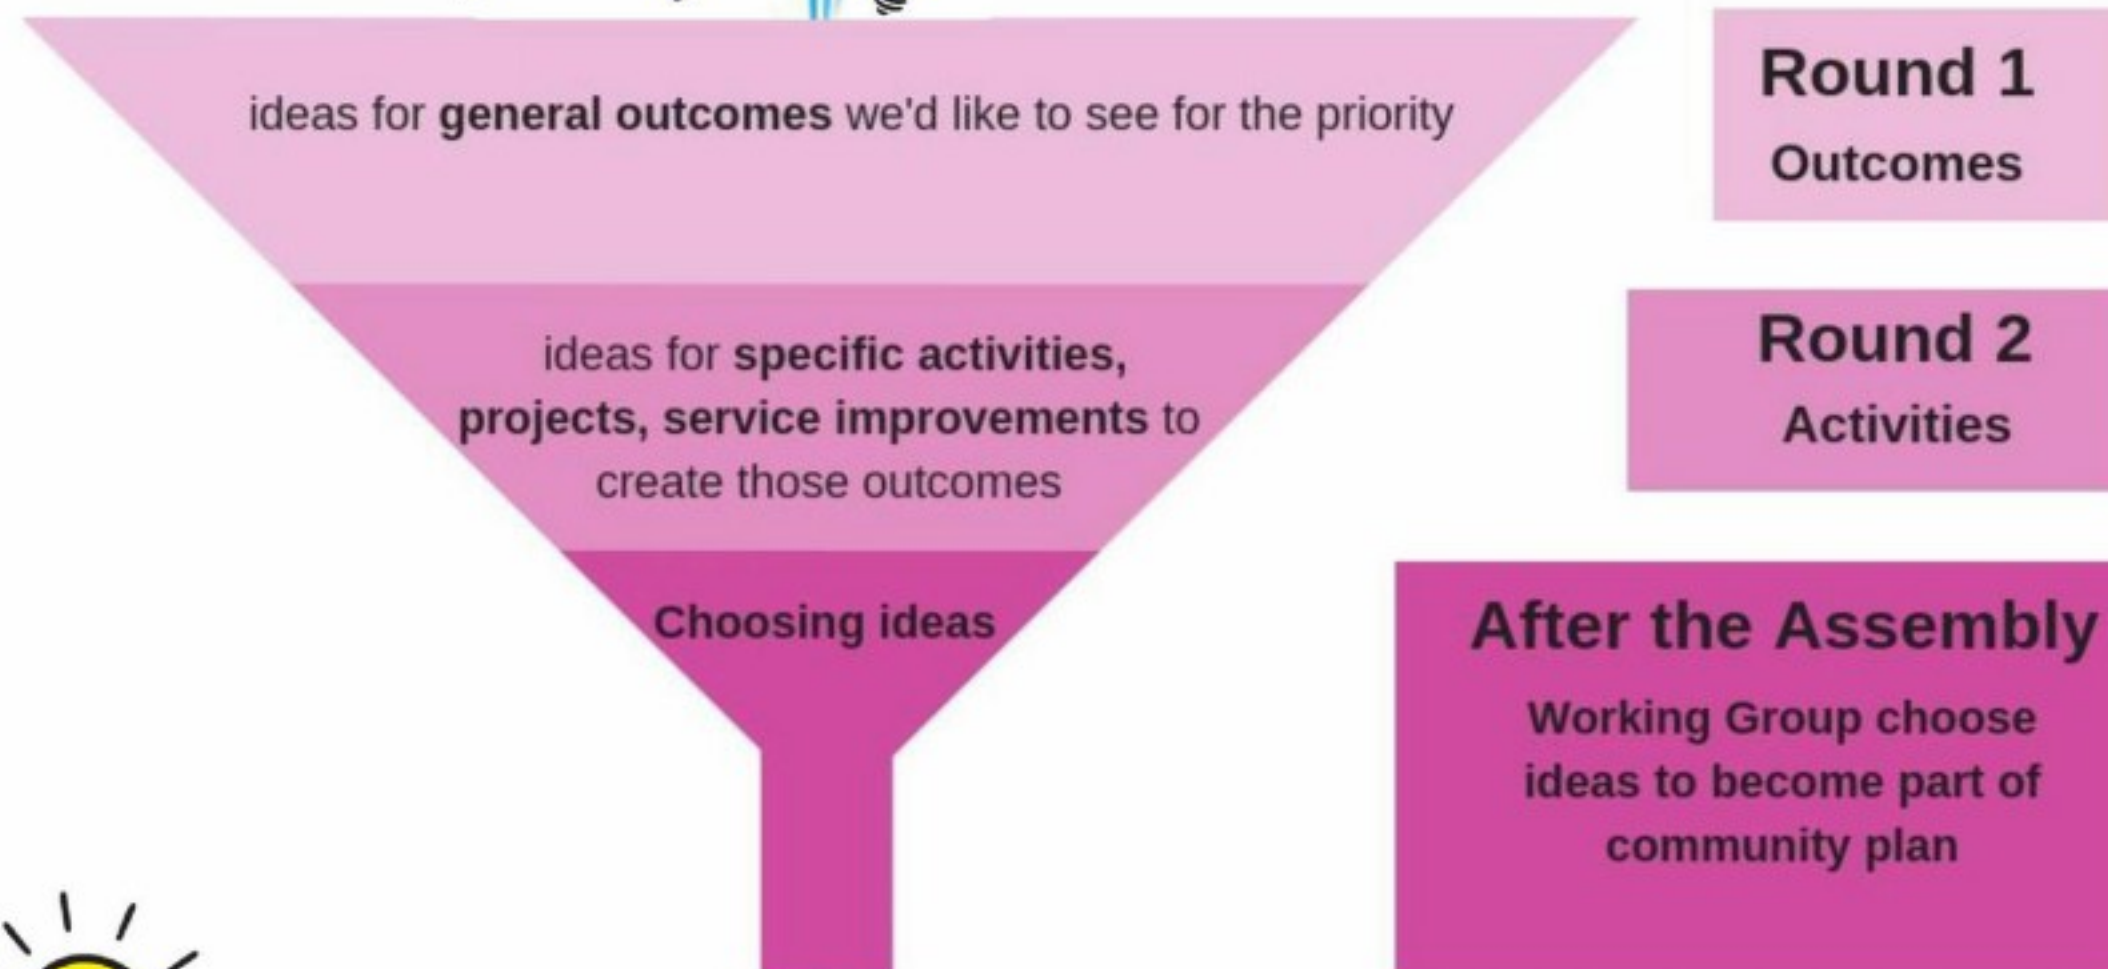 ideas for general outcomes we'd like to see for the priority
Round 1
Outcomes
ideas for specific activities,
projects, service improvements to
create those outcomes
Round 2
Activities
Choosing ideas
After the Assembly
Working Group choose
ideas to become part of
community plan